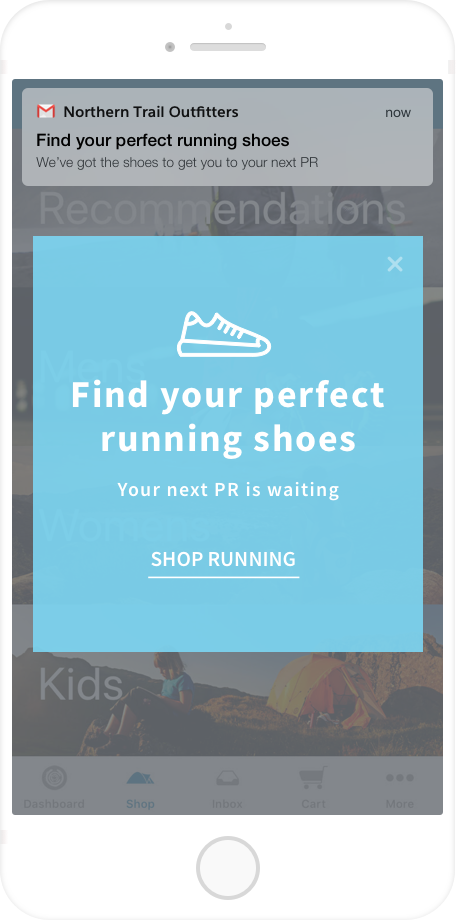 Northern Trail Outfitters
now
Find your perfect running shoes
We've got the shoes to get you to your next PR
Recommendations
Mens
Find your perfect
running shoes
Your next PR is waiting
Womens
SHOP RUNNING
Kids
Dashboard
Shop
Inbox
Cart
More